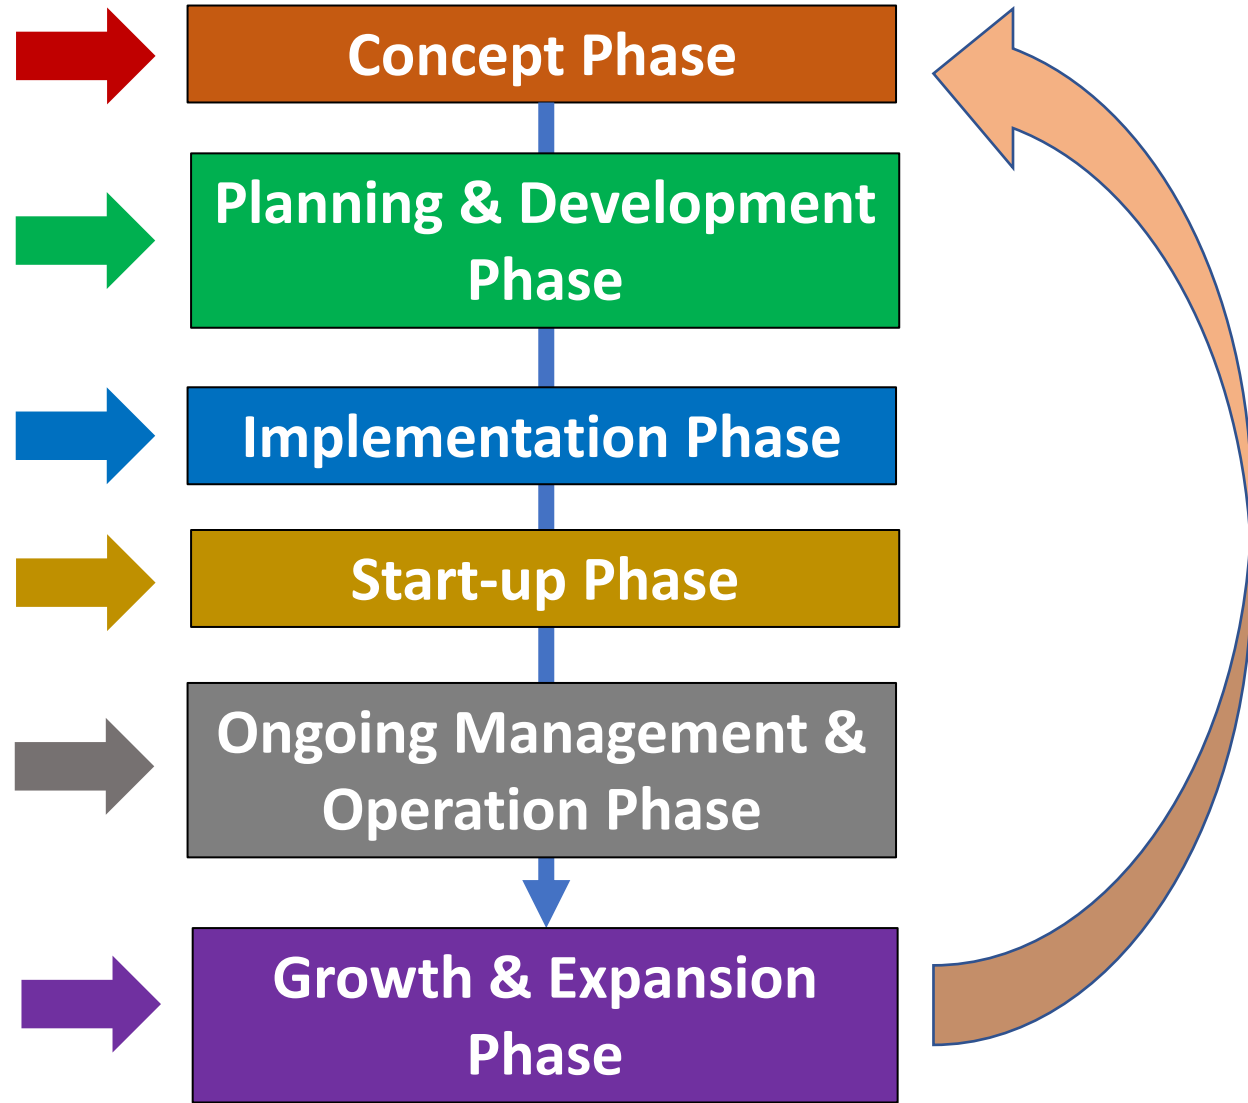 Concept Phase
Planning & Development
Phase
Implementation Phase
Start-up Phase
Ongoing Management &
Operation Phase
Growth & Expansion
Phase